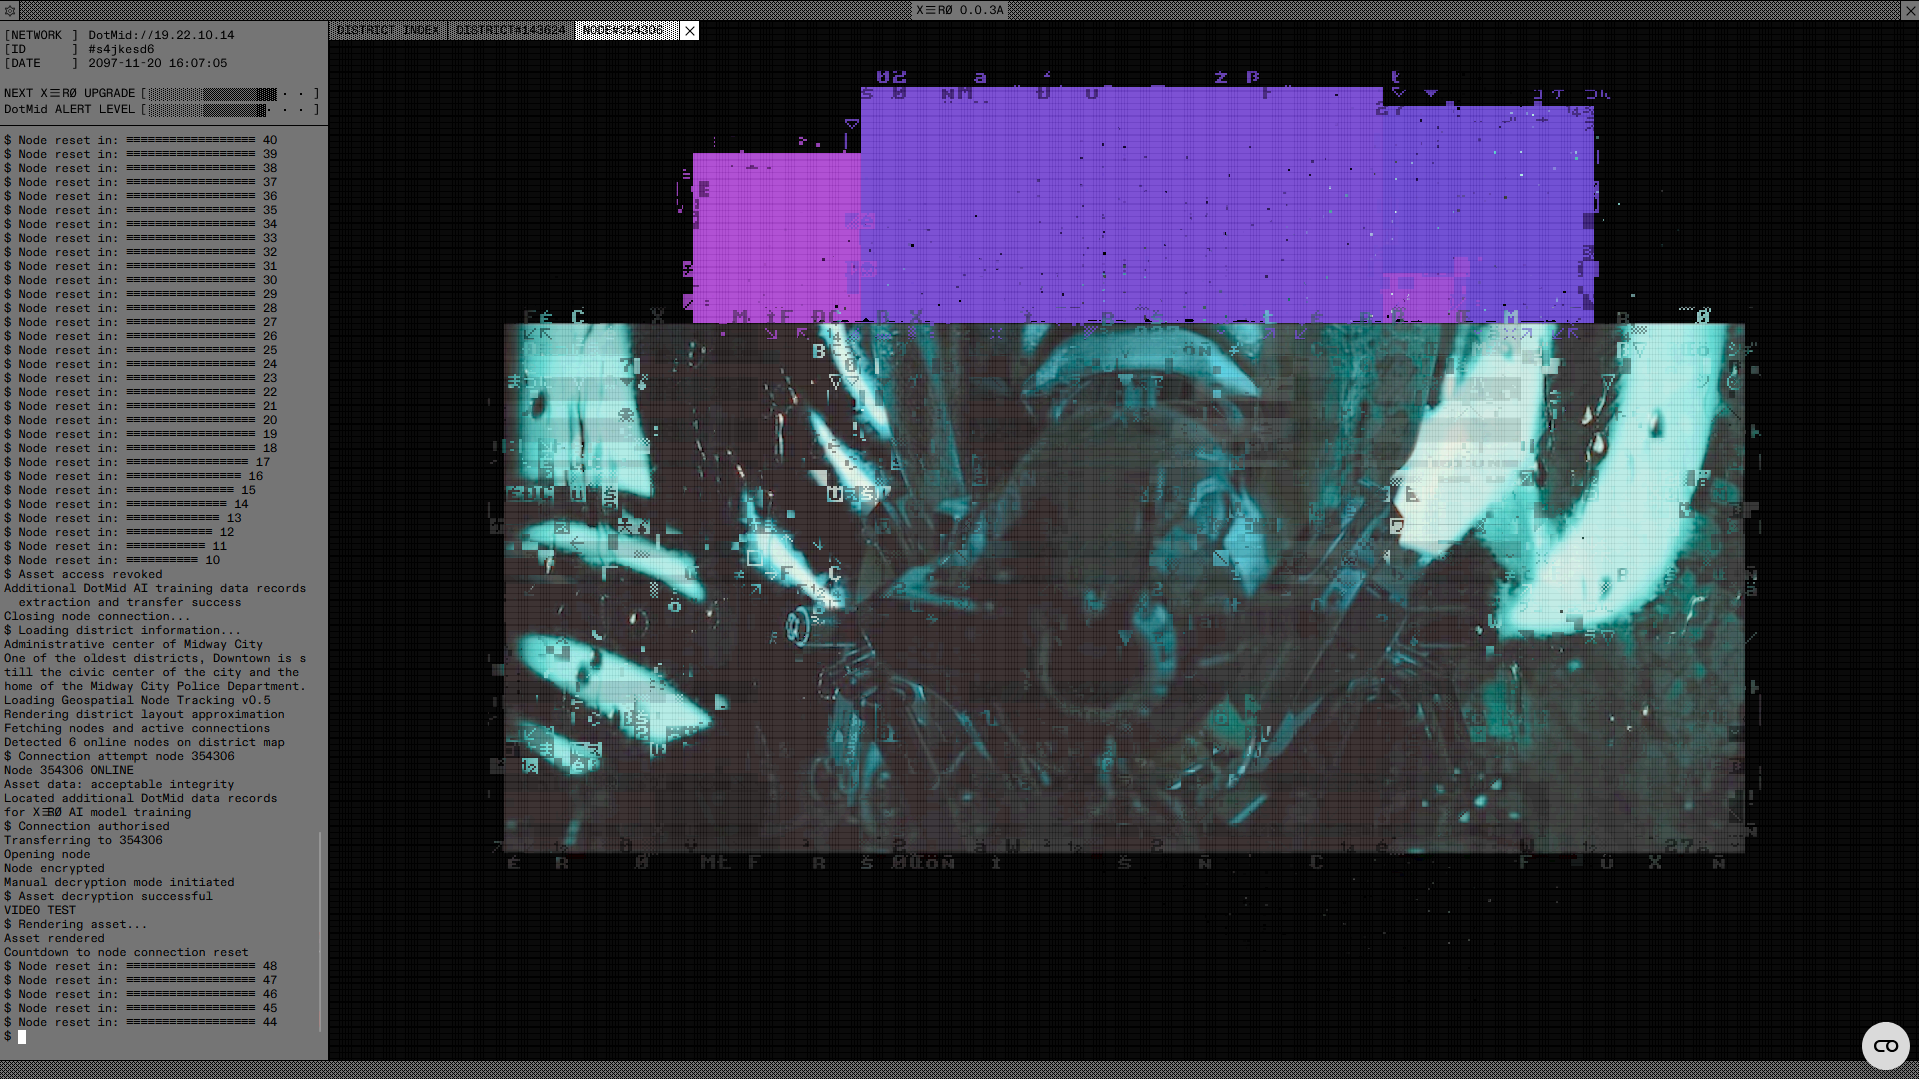 X☰RØ 0.0.3A
[NETWORK ] DotMid://19.22.10.14
[ID ] #s4jkesd6
[DATE ] 2097-11-20 16:07:05
NEXT X☰RØ UPGRADE [ · · ]
DotMid ALERT LEVEL [ · · · ]
DISTRICT INDEX
DISTRICT#143624
NODE#354306
$ Node reset in: ================== 40
$ Node reset in: ================== 39
$ Node reset in: ================== 38
$ Node reset in: ================== 37
$ Node reset in: ================== 36
$ Node reset in: ================== 35
$ Node reset in: ================== 34
$ Node reset in: ================== 33
$ Node reset in: ================== 32
$ Node reset in: ================== 31
$ Node reset in: ================== 30
$ Node reset in: ================== 29
$ Node reset in: ================== 28
$ Node reset in: ================== 27
$ Node reset in: ================== 26
$ Node reset in: ================== 25
$ Node reset in: ================== 24
$ Node reset in: ================== 23
$ Node reset in: ================== 22
$ Node reset in: ================== 21
$ Node reset in: ================== 20
$ Node reset in: ================== 19
$ Node reset in: ================== 18
$ Node reset in: ================= 17
$ Node reset in: ================ 16
$ Node reset in: =============== 15
$ Node reset in: ============== 14
$ Node reset in: ============= 13
$ Node reset in: ============ 12
$ Node reset in: =========== 11
$ Node reset in: ========== 10
$ Asset access revoked
Additional DotMid AI training data records
extraction and transfer success
Closing node connection...
$ Loading district information...
Administrative center of Midway City
One of the oldest districts, Downtown is s
till the civic center of the city and the
home of the Midway City Police Department.
Loading Geospatial Node Tracking v0.5
Rendering district layout approximation
Fetching nodes and active connections
Detected 6 online nodes on district map
$ Connection attempt node 354306
Node 354306 ONLINE
Asset data: acceptable integrity
Located additional DotMid data records
for X☰RØ AI model training
$ Connection authorised
Transferring to 354306
Opening node
Node encrypted
Manual decryption mode initiated
$ Asset decryption successful
VIDEO TEST
$ Rendering asset...
Asset rendered
Countdown to node connection reset
$ Node reset in: ================== 48
$ Node reset in: ================== 47
$ Node reset in: ================== 46
$ Node reset in: ================== 45
$ Node reset in: ================== 44
$